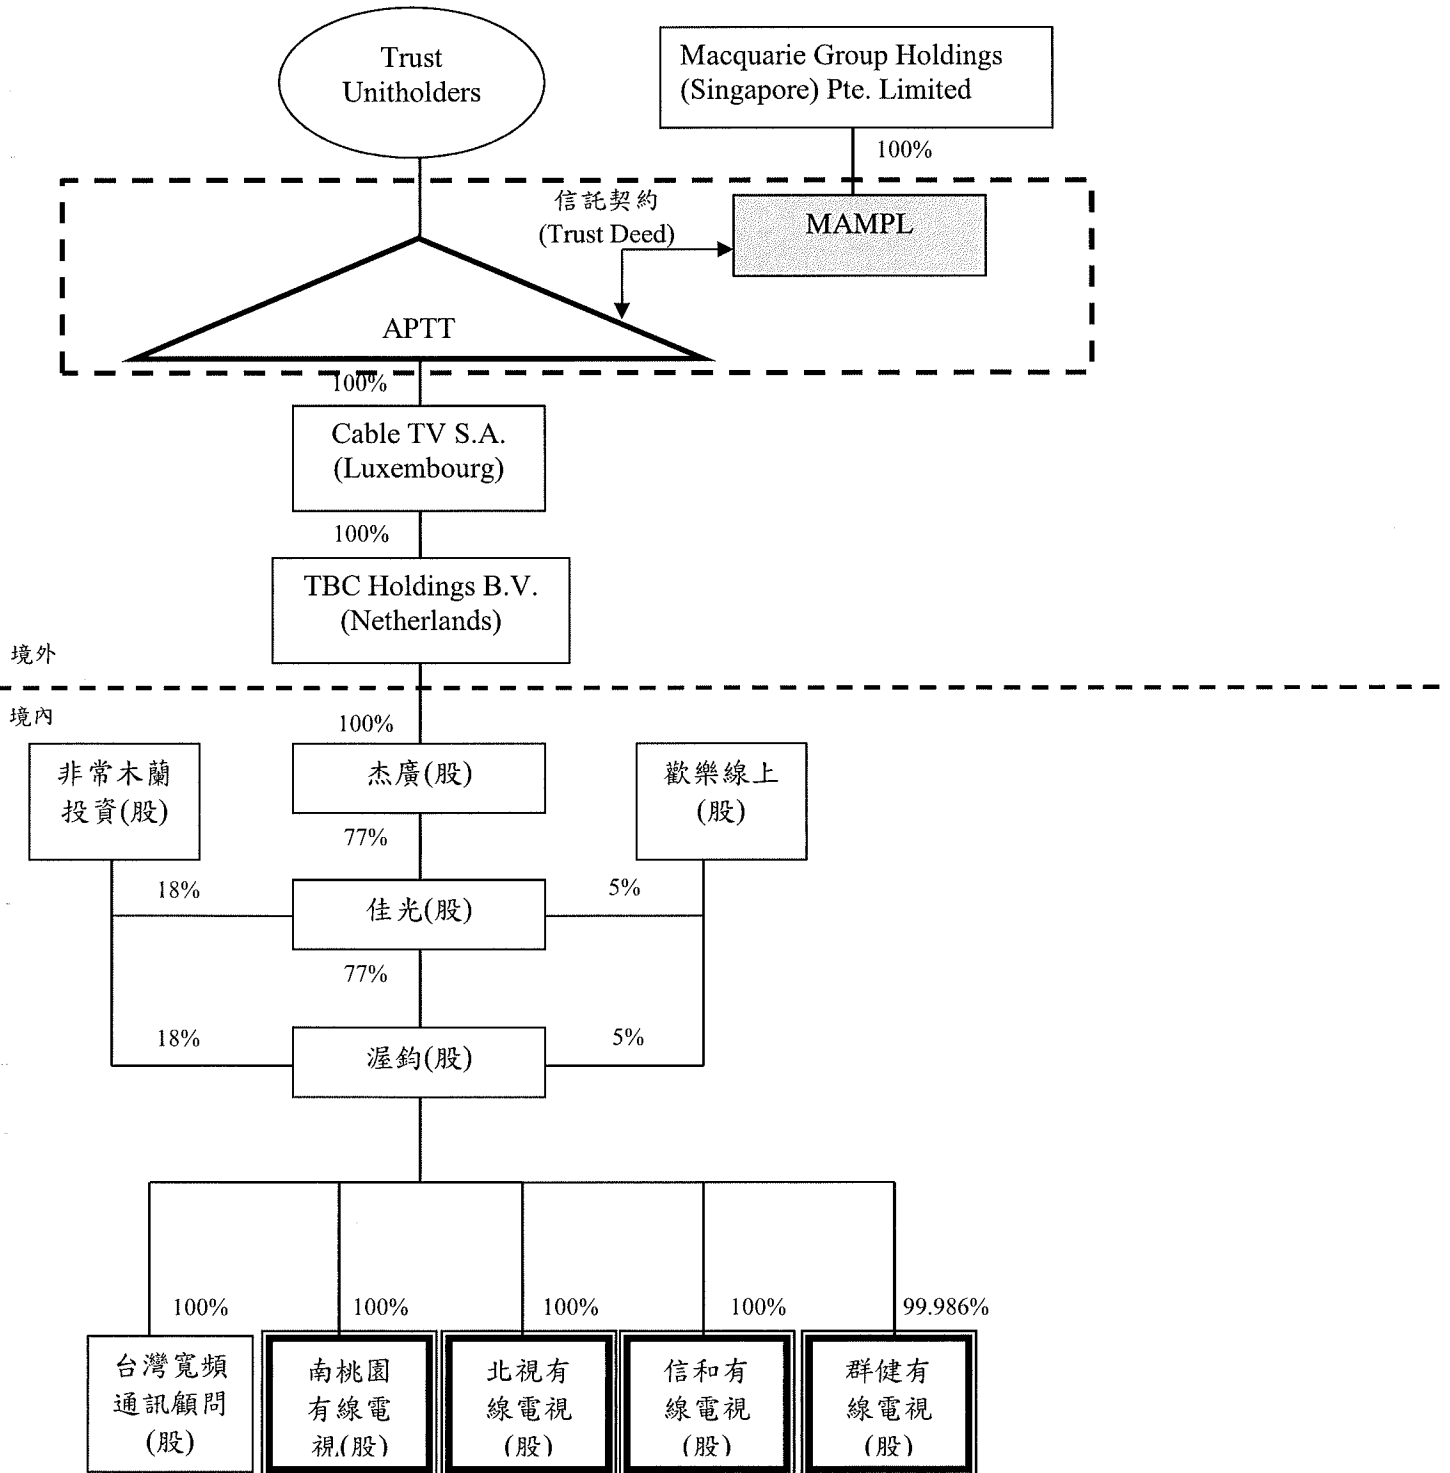 Trust
Unitholders
Macquarie Group Holdings
(Singapore) Pte. Limited
100%
信託契約
(Trust Deed)
MAMPL
APTT
100%
Cable TV S.A.
(Luxembourg)
100%
TBC Holdings B.V.
(Netherlands)
境外
境內
100%
非常木蘭
投資(股)
杰廣(股)
歡樂線上
(股)
77%
18%
佳光(股)
5%
77%
18%
渥鈞(股)
5%
100%
100%
100%
100%
99.986%
台灣寬頻
通訊顧問
(股)
南桃園
有線電
視(股)
北視有
線電視
(股)
信和有
線電視
(股)
群健有
線電視
(股)